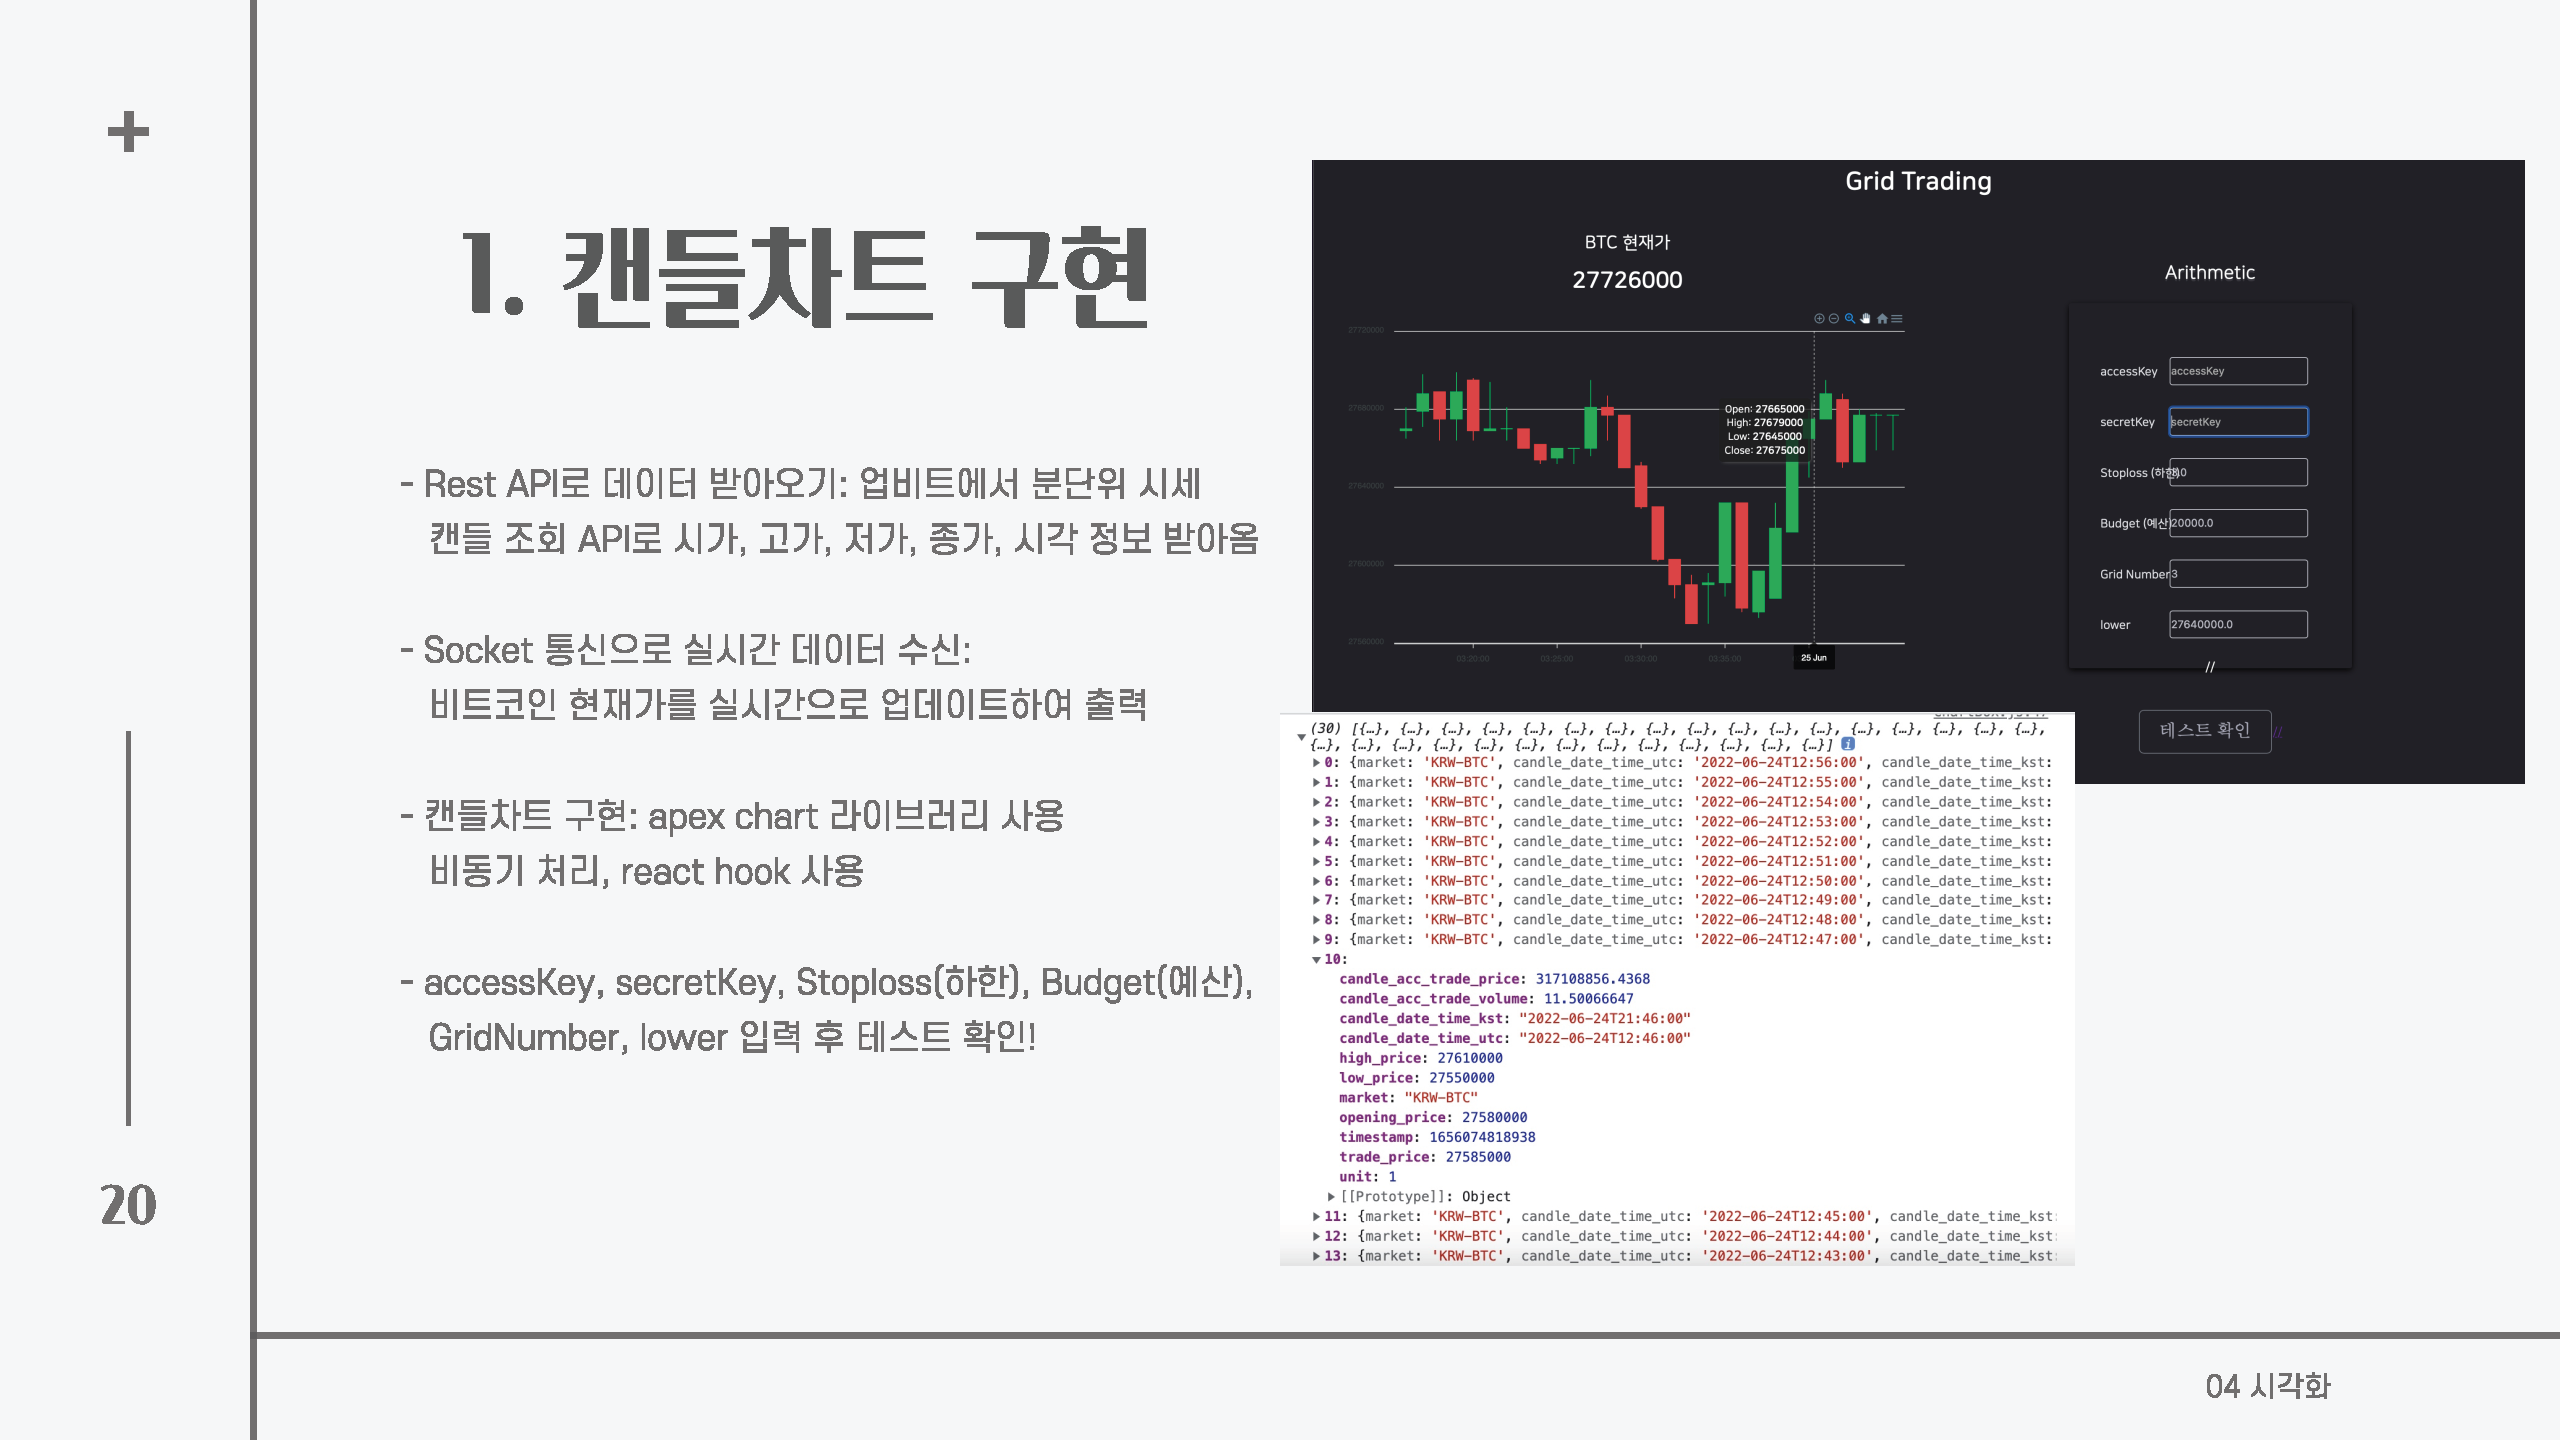 1. 캔들차트 구현
- Rest API로 데이터 받아오기: 업비트에서 분단위 시세
캔들 조회 API로 시가, 고가, 저가, 종가, 시각 정보 받아옴
- Socket 통신으로 실시간 데이터 수신:
비트코인 현재가를 실시간으로 업데이트하여 출력
- 캔들차트 구현: apex chart 라이브러리 사용
비동기 처리, react hook 사용
- accessKey, secretKey, Stoploss(하한), Budget(예산),
GridNumber, lower 입력 후 테스트 확인!
20
Grid Trading
BTC 현재가
27726000
27720000
27680000
27640000
27600000
27560000
Open: 27665000
High: 27679000
Low: 27645000
Close: 27675000
03:20:00 03:25:00 03:30:00 03:35:00 25 Jun
Arithmetic
accessKey accessKey
secretKey secretKey
Stoploss (하한)
Budget (예산) 20000.0
Grid Number 3
lower 27640000.0
//
테스트 확인 //
(30) [{…}, {…}, {…}, {…}, {…}, {…}, {…}, {…}, {…}, {…}, {…}, {…}, {…}, {…}, {…}, {…}, {…},
{…}, {…}, {…}, {…}, {…}, {…}, {…}, {…}, {…}, {…}, {…}, {…}, {…}]
0: {market: 'KRW-BTC', candle_date_time_utc: '2022-06-24T12:56:00', candle_date_time_kst:
1: {market: 'KRW-BTC', candle_date_time_utc: '2022-06-24T12:55:00', candle_date_time_kst:
2: {market: 'KRW-BTC', candle_date_time_utc: '2022-06-24T12:54:00', candle_date_time_kst:
3: {market: 'KRW-BTC', candle_date_time_utc: '2022-06-24T12:53:00', candle_date_time_kst:
4: {market: 'KRW-BTC', candle_date_time_utc: '2022-06-24T12:52:00', candle_date_time_kst:
5: {market: 'KRW-BTC', candle_date_time_utc: '2022-06-24T12:51:00', candle_date_time_kst:
6: {market: 'KRW-BTC', candle_date_time_utc: '2022-06-24T12:50:00', candle_date_time_kst:
7: {market: 'KRW-BTC', candle_date_time_utc: '2022-06-24T12:49:00', candle_date_time_kst:
8: {market: 'KRW-BTC', candle_date_time_utc: '2022-06-24T12:48:00', candle_date_time_kst:
9: {market: 'KRW-BTC', candle_date_time_utc: '2022-06-24T12:47:00', candle_date_time_kst:
10:
candle_acc_trade_price: 317108856.4368
candle_acc_trade_volume: 11.50066647
candle_date_time_kst: "2022-06-24T21:46:00"
candle_date_time_utc: "2022-06-24T12:46:00"
high_price: 27610000
low_price: 27550000
market: "KRW-BTC"
opening_price: 27580000
timestamp: 1656074818938
trade_price: 27585000
unit: 1
[[Prototype]]: Object
11: {market: 'KRW-BTC', candle_date_time_utc: '2022-06-24T12:45:00', candle_date_time_kst:
12: {market: 'KRW-BTC', candle_date_time_utc: '2022-06-24T12:44:00', candle_date_time_kst:
13: {market: 'KRW-BTC', candle_date_time_utc: '2022-06-24T12:43:00', candle_date_time_kst:
04 시각화